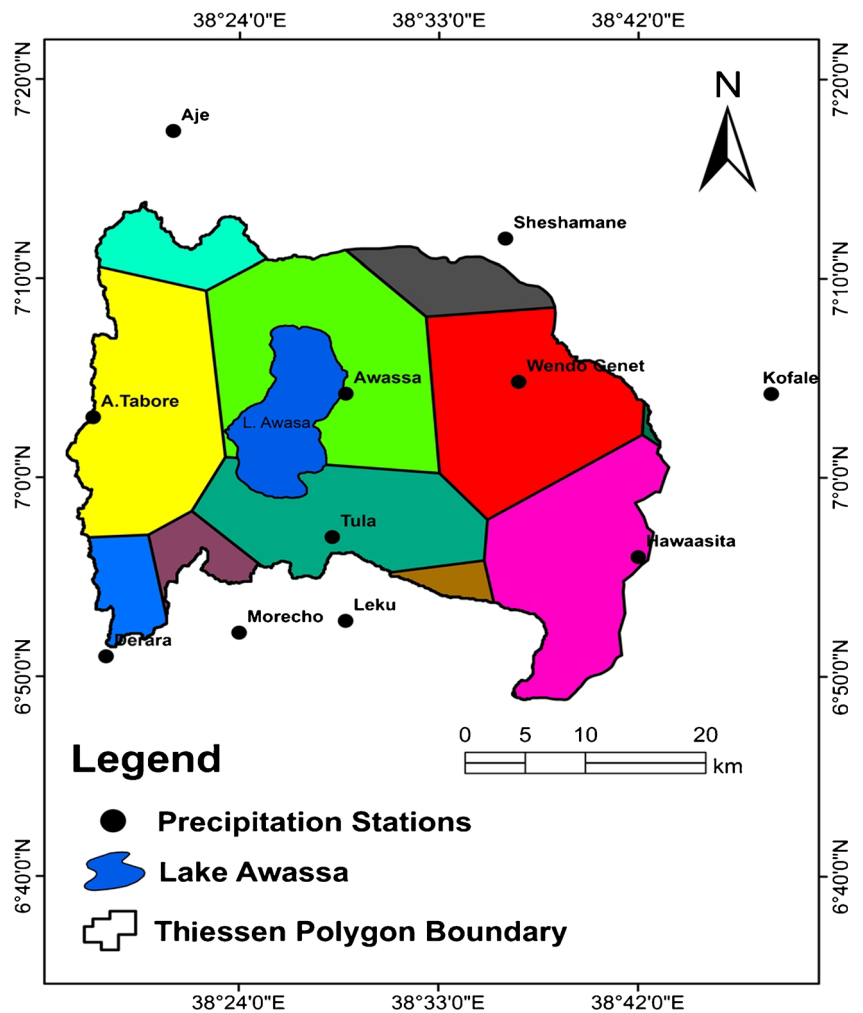 38°24'0"E 38°33'0"E 38°42'0"E
7°20'0"N 7°20'0"N
N
Aje
Sheshamane
7°10'0"N 7°10'0"N
Wendo Genet
Kofale
Awassa
A.Tabore
L. Awasa
7°0'0"N 7°0'0"N
Tula
Hawaasita
Leku
Morecho
Derara
6°50'0"N 6°50'0"N
0 5 10 20
km
Legend
Precipitation Stations
Lake Awassa
6°40'0"N 6°40'0"N
Thiessen Polygon Boundary
38°24'0"E 38°33'0"E 38°42'0"E